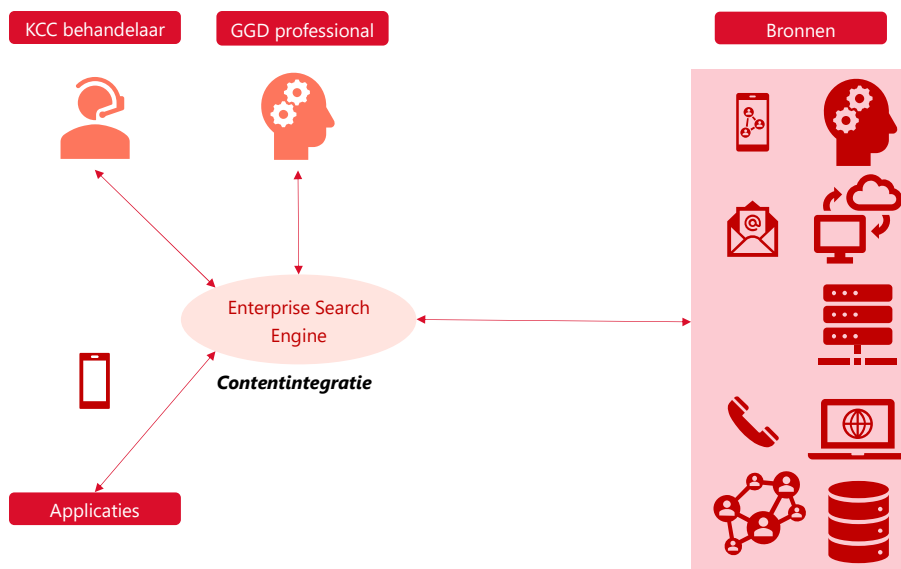 KCC behandelaar
GGD professional
Bronnen
@
Enterprise Search
Engine
Contentintegratie
Applicaties